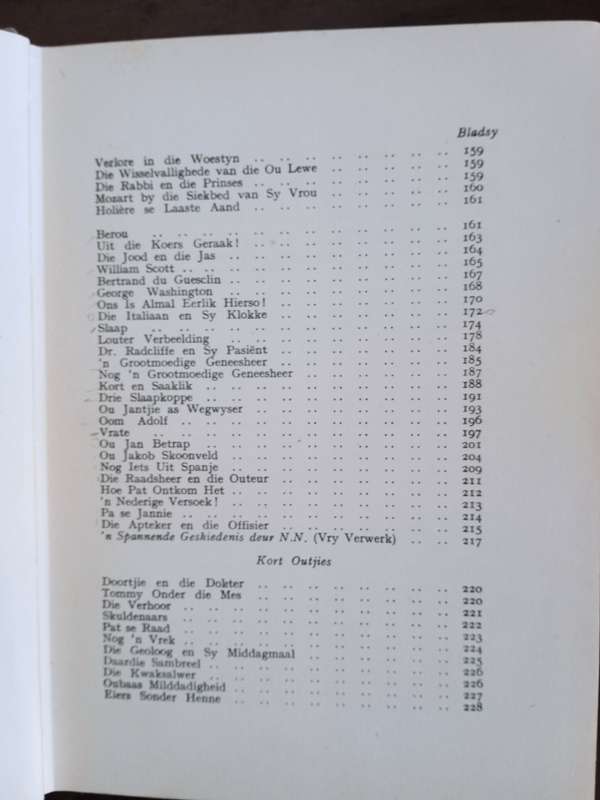 Bladsy
Verlore in die Woestyn .. .. .. .. .. .. .. .. 159
Die Wisselvallighede van die Ou Lewe .. .. .. .. .. 159
Die Rabbi en die Prinses .. .. .. .. .. .. .. .. 159
Mozart by die Siekbed van Sy Vrou .. .. .. .. .. 160
Holière se Laaste Aand .. .. .. .. .. .. .. .. 161
Berou .. .. .. .. .. .. .. .. .. .. .. 161
Uit die Koers Geraak! .. .. .. .. .. .. .. .. 163
Die Jood en die Jas .. .. .. .. .. .. .. .. .. 164
William Scott .. .. .. .. .. .. .. .. .. .. 165
Bertrand du Guesclin .. .. .. .. .. .. .. .. .. 167
George Washington .. .. .. .. .. .. .. .. .. 168
Ons Is Almal Eerlik Hierso! .. .. .. .. .. .. .. 170
Die Italiaan en Sy Klokke .. .. .. .. .. .. .. 172
Slaap .. .. .. .. .. .. .. .. .. .. .. 174
Louter Verbeelding .. .. .. .. .. .. .. .. .. 178
Dr. Radcliffe en Sy Pasiënt .. .. .. .. .. .. .. 184
'n Grootmoedige Geneesheer .. .. .. .. .. .. .. 185
Nog 'n Grootmoedige Geneesheer .. .. .. .. .. .. 187
Kort en Saaklik .. .. .. .. .. .. .. .. .. 188
Drie Slaapkoppe .. .. .. .. .. .. .. .. .. 191
Ou Jantjie as Wegwyser .. .. .. .. .. .. .. .. 193
Oom Adolf .. .. .. .. .. .. .. .. .. .. 196
Vrate .. .. .. .. .. .. .. .. .. .. .. 197
Ou Jan Betrap .. .. .. .. .. .. .. .. .. 201
Ou Jakob Skoonveld .. .. .. .. .. .. .. .. .. 204
Nog Iets Uit Spanje .. .. .. .. .. .. .. .. .. 209
Die Raadsheer en die Outeur .. .. .. .. .. .. .. 211
Hoe Pat Ontkom Het .. .. .. .. .. .. .. .. 212
'n Nederige Versoek! .. .. .. .. .. .. .. .. 213
Pa se Jannie .. .. .. .. .. .. .. .. .. .. 214
Die Apteker en die Offisier .. .. .. .. .. .. .. 215
'n Spannende Geskiedenis deur N.N. (Vry Verwerk) .. .. 217
Kort Outjies
Doortjie en die Dokter .. .. .. .. .. .. .. .. 220
Tommy Onder die Mes .. .. .. .. .. .. .. .. 220
Die Verhoor .. .. .. .. .. .. .. .. .. .. 221
Skuldenaars .. .. .. .. .. .. .. .. .. .. 222
Pat se Raad .. .. .. .. .. .. .. .. .. .. 223
Nog 'n Vrek .. .. .. .. .. .. .. .. .. .. 224
Die Geoloog en Sy Middagmaal .. .. .. .. .. .. 225
Daardie Sambreel .. .. .. .. .. .. .. .. .. 226
Die Kwaksalwer .. .. .. .. .. .. .. .. .. 226
Oubaas Milddadigheid .. .. .. .. .. .. .. .. 227
Eiers Sonder Henne .. .. .. .. .. .. .. .. .. 228